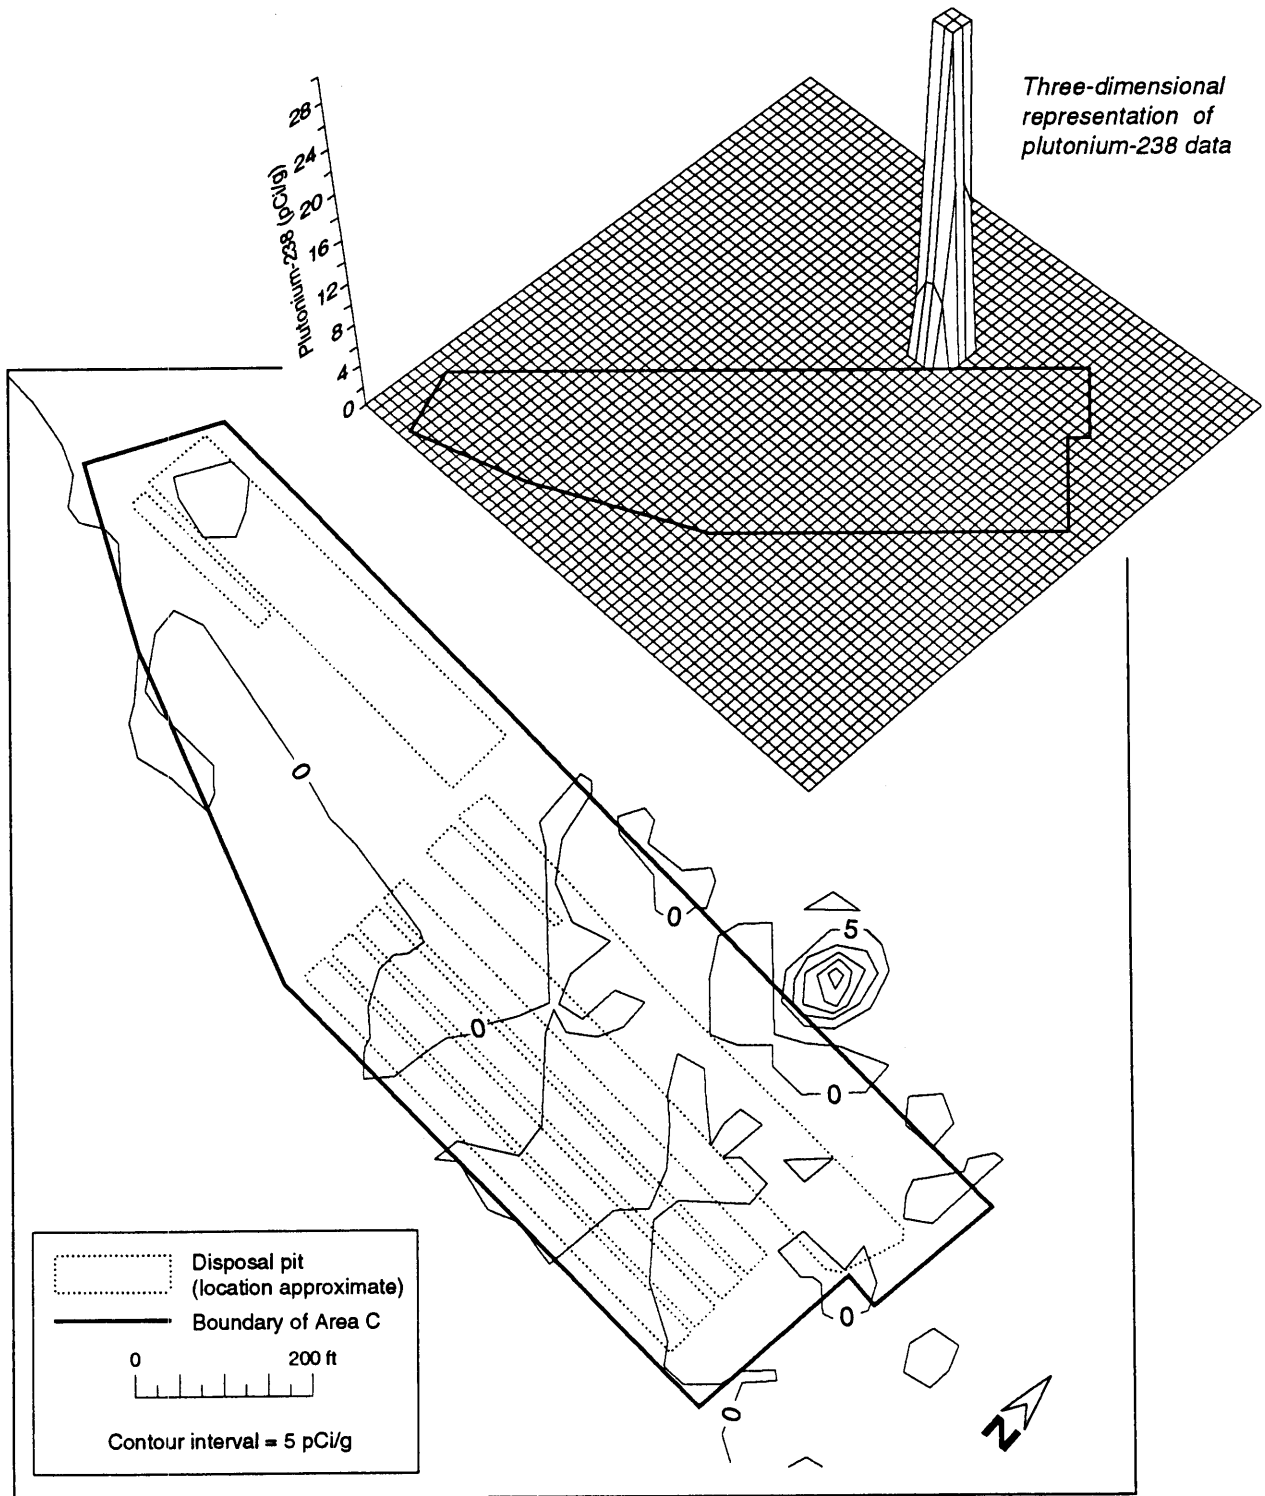 Three-dimensional
representation of
plutonium-238 data
Plutonium-238 (pCi/g)
28
24
20
16
12
8
4
0
0
0
5
0
0
0
0
Disposal pit
(location approximate)
Boundary of Area C
0 200 ft
Contour interval = 5 pCi/g
N